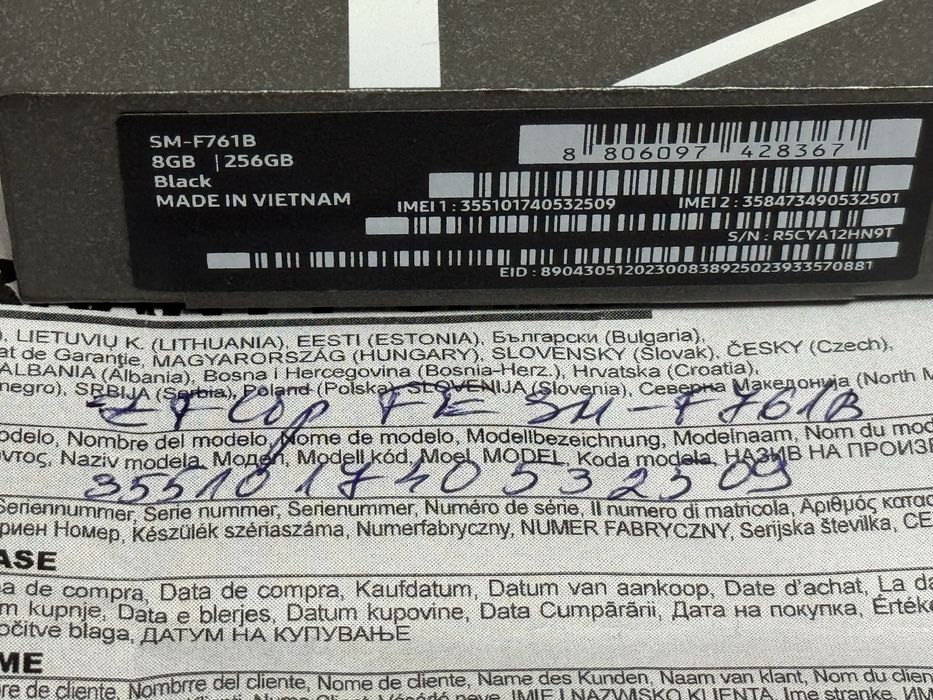 SM-F761B
8GB | 256GB
Black
MADE IN VIETNAM
8 806097 428367
IMEI 1 : 355101740532509 IMEI 2 : 358473490532501
S/N : R5CYA12HN9T
EID : 89043051202300838925023933570881
), LIETUVIŲ K. (LITHUANIA), EESTI (ESTONIA), Български (Bulgaria),
at de Garanție, MAGYARORSZÁG (HUNGARY), SLOVENSKY (Slovak), ČESKY (Czech),
ALBANIA (Albania), Bosna i Hercegovina (Bosnia-Herz.), Hrvatska (Croatia),
negro), SRBIJA (Serbia), Poland (Polska), SLOVENIJA (Slovenia), Северна Македонија (North M
Z Flip FE SM-F761B
odelo, Nombre del modelo, Nome de modelo, Modelbezeichnung, Modelnaam, Nom du mod
ντος, Naziv modela, Модел, Modell kód, Moel, MODEL, Koda modela, НАЗИВ НА ПРОИЗВ
355101740532509
Seriennummer, Serie nummer, Serienummer, Numéro de série, Il numero di matricola, Αριθμός κατασ
риен Номер, Készülék szériaszáma, Numerfabryczny, NUMER FABRYCZNY, Serijska številka, СЕ
ASE
a de compra, Data de compra, Kaufdatum, Datum van aankoop, Date d'achat, La da
m kupnje, Data e blerjes, Datum kupovine, Data Cumpărării, Дата на покупка, Értéke
očitve blaga, ДАТУМ НА КУПУВАЊЕ
ME
re de cliente, Nombrre del cliente, Nome de cliente, Name des Kunden, Naam van klant, Nom du client